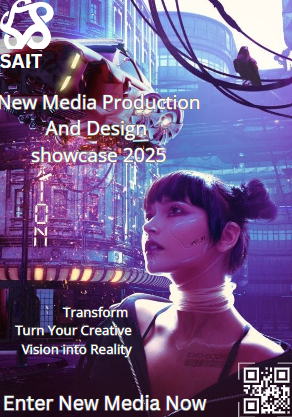 SAIT
New Media Production
And Design
showcase 2025
Transform
Turn Your Creative
Vision into Reality
Enter New Media Now